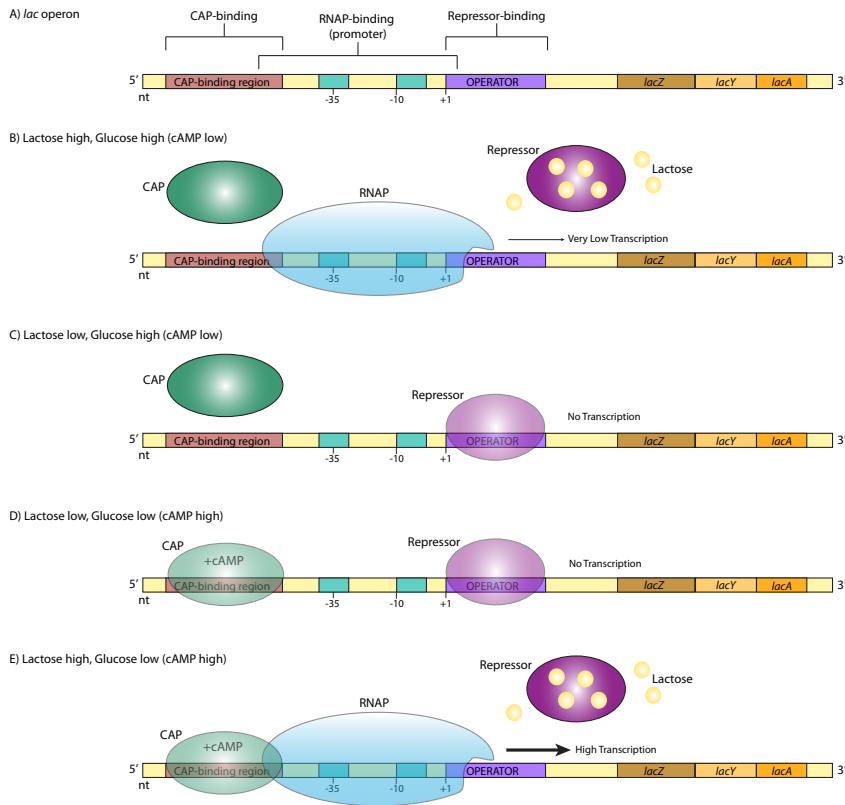 A) lac operon
CAP-binding
RNAP-binding
(promoter)
Repressor-binding
5′ CAP-binding region OPERATOR lacZ lacY lacA 3′
nt -35 -10 +1
B) Lactose high, Glucose high (cAMP low)
CAP
RNAP
Repressor
Lactose
Very Low Transcription
5′ CAP-binding region OPERATOR lacZ lacY lacA 3′
nt -35 -10 +1
C) Lactose low, Glucose high (cAMP low)
CAP
Repressor
No Transcription
5′ CAP-binding region OPERATOR lacZ lacY lacA 3′
nt -35 -10 +1
D) Lactose low, Glucose low (cAMP high)
CAP
+cAMP
Repressor
No Transcription
5′ CAP-binding region OPERATOR lacZ lacY lacA 3′
nt -35 -10 +1
E) Lactose high, Glucose low (cAMP high)
CAP
+cAMP
RNAP
Repressor
Lactose
High Transcription
5′ CAP-binding region OPERATOR lacZ lacY lacA 3′
nt -35 -10 +1